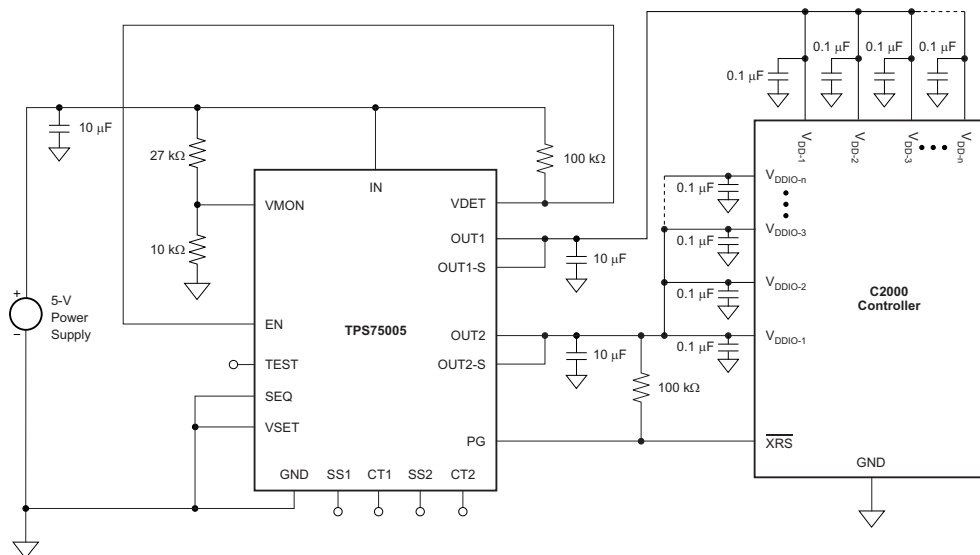 0.1 μF
0.1 μF
0.1 μF
0.1 μF
10 μF
27 kΩ
100 kΩ
IN
VMON
VDET
10 kΩ
OUT1
OUT1-S
10 μF
5-V
Power
Supply
+
−
EN
TPS75005
OUT2
OUT2-S
10 μF
TEST
SEQ
VSET
100 kΩ
PG
GND
SS1
CT1
SS2
CT2
VDD-1
VDD-2
VDD-3
VDD-n
0.1 μF
VDDIO-n
0.1 μF
VDDIO-3
0.1 μF
VDDIO-2
0.1 μF
VDDIO-1
C2000
Controller
XRS
GND